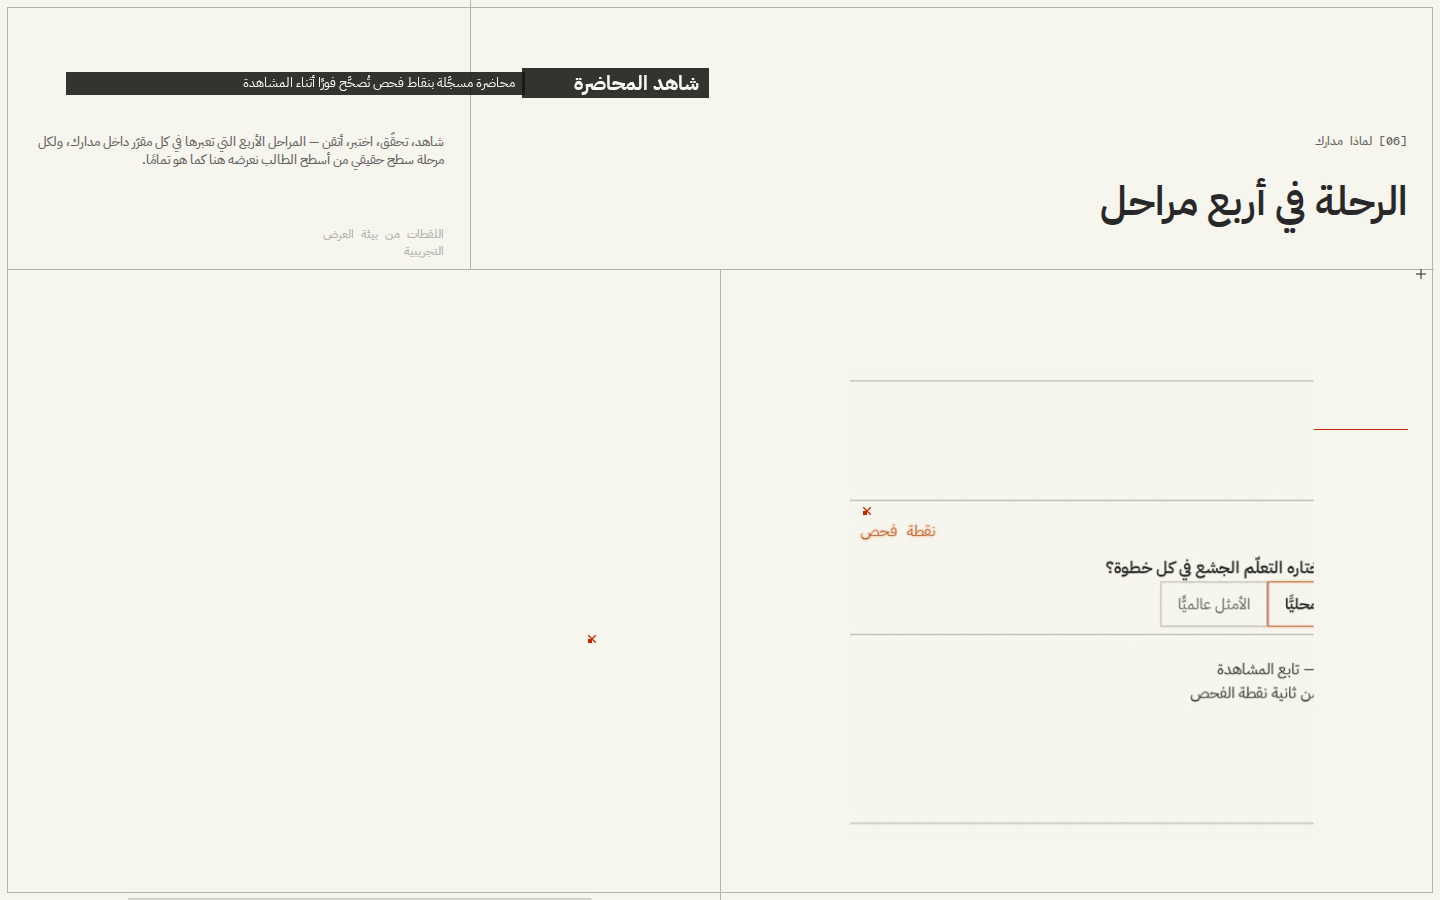 شاهد المحاضرة
محاضرة مسجَّلة بنقاط فحص تُصحَّح فورًا أثناء المشاهدة
[06] لماذا مدارك
الرحلة في أربع مراحل
شاهد، تحقّق، اختبر، أتقن — المراحل الأربع التي تعبرها في كل مقرّر داخل مدارك، ولكل
مرحلة سطح حقيقي من أسطح الطالب نعرضه هنا كما هو تمامًا.
اللقطات من بيئة العرض
التجريبية
نقطة فحص
ختاره التعلّم الجشع في كل خطوة؟
محليًّا
الأمثل عالميًّا
— تابع المشاهدة
من ثانية نقطة الفحص